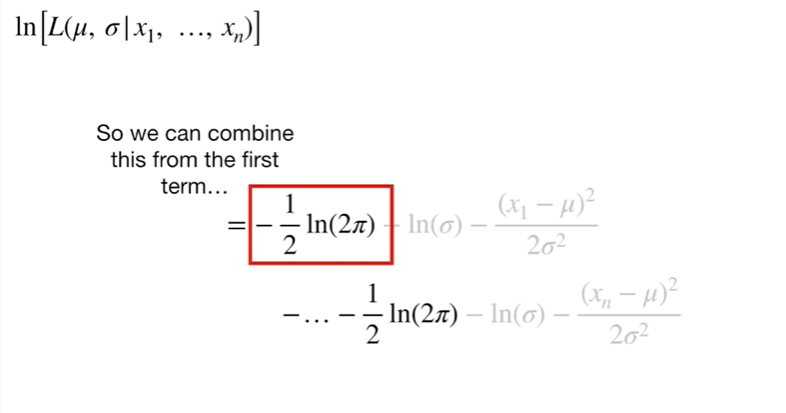 ln[L(μ, σ|x₁, …, xₙ)]
So we can combine
this from the first
term…
= −1/2 ln(2π) − ln(σ) − (x₁ − μ)²/2σ²
−… −1/2 ln(2π) − ln(σ) − (xₙ − μ)²/2σ²